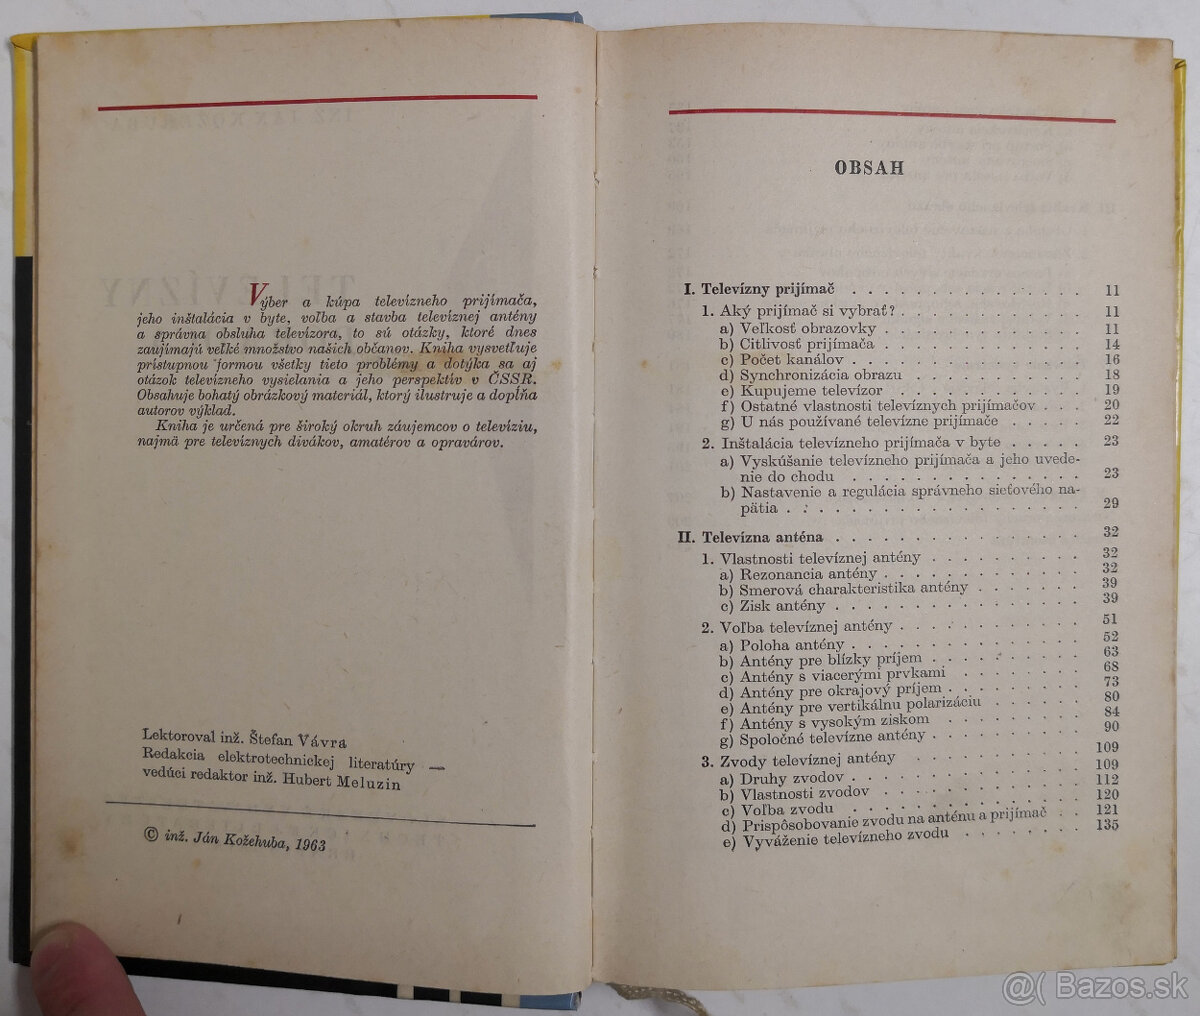 Výber a kúpa televízneho prijímača,
jeho inštalácia v byte, voľba a stavba televíznej antény
a správna obsluha televízora, to sú otázky, ktoré dnes
zaujímajú veľké množstvo našich občanov. Kniha vysvetľuje
prístupnou formou všetky tieto problémy a dotýka sa aj
otázok televízneho vysielania a jeho perspektív v ČSSR.
Obsahuje bohatý obrázkový materiál, ktorý ilustruje a dopĺňa
autorov výklad.
Kniha je určená pre široký okruh záujemcov o televíziu,
najmä pre televíznych divákov, amatérov a opravárov.
Lektoroval inž. Štefan Vávra
Redakcia elektrotechnickej literatúry —
vedúci redaktor inž. Hubert Meluzin
© inž. Ján Kožehuba, 1963
OBSAH
I. Televízny prijímač . . . . . . . . . . . 11
1. Aký prijímač si vybrať? . . . . . . . . . 11
a) Veľkosť obrazovky . . . . . . . . . . 11
b) Citlivosť prijímača . . . . . . . . . . 14
c) Počet kanálov . . . . . . . . . . . 16
d) Synchronizácia obrazu . . . . . . . . 18
e) Kupujeme televízor . . . . . . . . . 19
f) Ostatné vlastnosti televíznych prijímačov . . . 20
g) U nás používané televízne prijímače . . . . 22
2. Inštalácia televízneho prijímača v byte . . . . . 23
a) Vyskúšanie televízneho prijímača a jeho uvede-
nie do chodu . . . . . . . . . . . . 23
b) Nastavenie a regulácia správneho sieťového na-
pätia . . . . . . . . . . . . . . 29
II. Televízna anténa . . . . . . . . . . . . 32
1. Vlastnosti televíznej antény . . . . . . . . 32
a) Rezonancia antény . . . . . . . . . . 32
b) Smerová charakteristika antény . . . . . . 39
c) Zisk antény . . . . . . . . . . . . 39
2. Voľba televíznej antény . . . . . . . . . 51
a) Poloha antény . . . . . . . . . . . 52
b) Antény pre blízky príjem . . . . . . . . 63
c) Antény s viacerými prvkami . . . . . . 68
d) Antény pre okrajový príjem . . . . . . . 73
e) Antény pre vertikálnu polarizáciu . . . . . 80
f) Antény s vysokým ziskom . . . . . . . 84
g) Spoločné televízne antény . . . . . . . 90
3. Zvody televíznej antény . . . . . . . . . 109
a) Druhy zvodov . . . . . . . . . . . 109
b) Vlastnosti zvodov . . . . . . . . . . 112
c) Voľba zvodu . . . . . . . . . . . 120
d) Prispôsobovanie zvodu na anténu a prijímač . . 121
e) Vyváženie televízneho zvodu . . . . . . 135
@( Bazos.sk